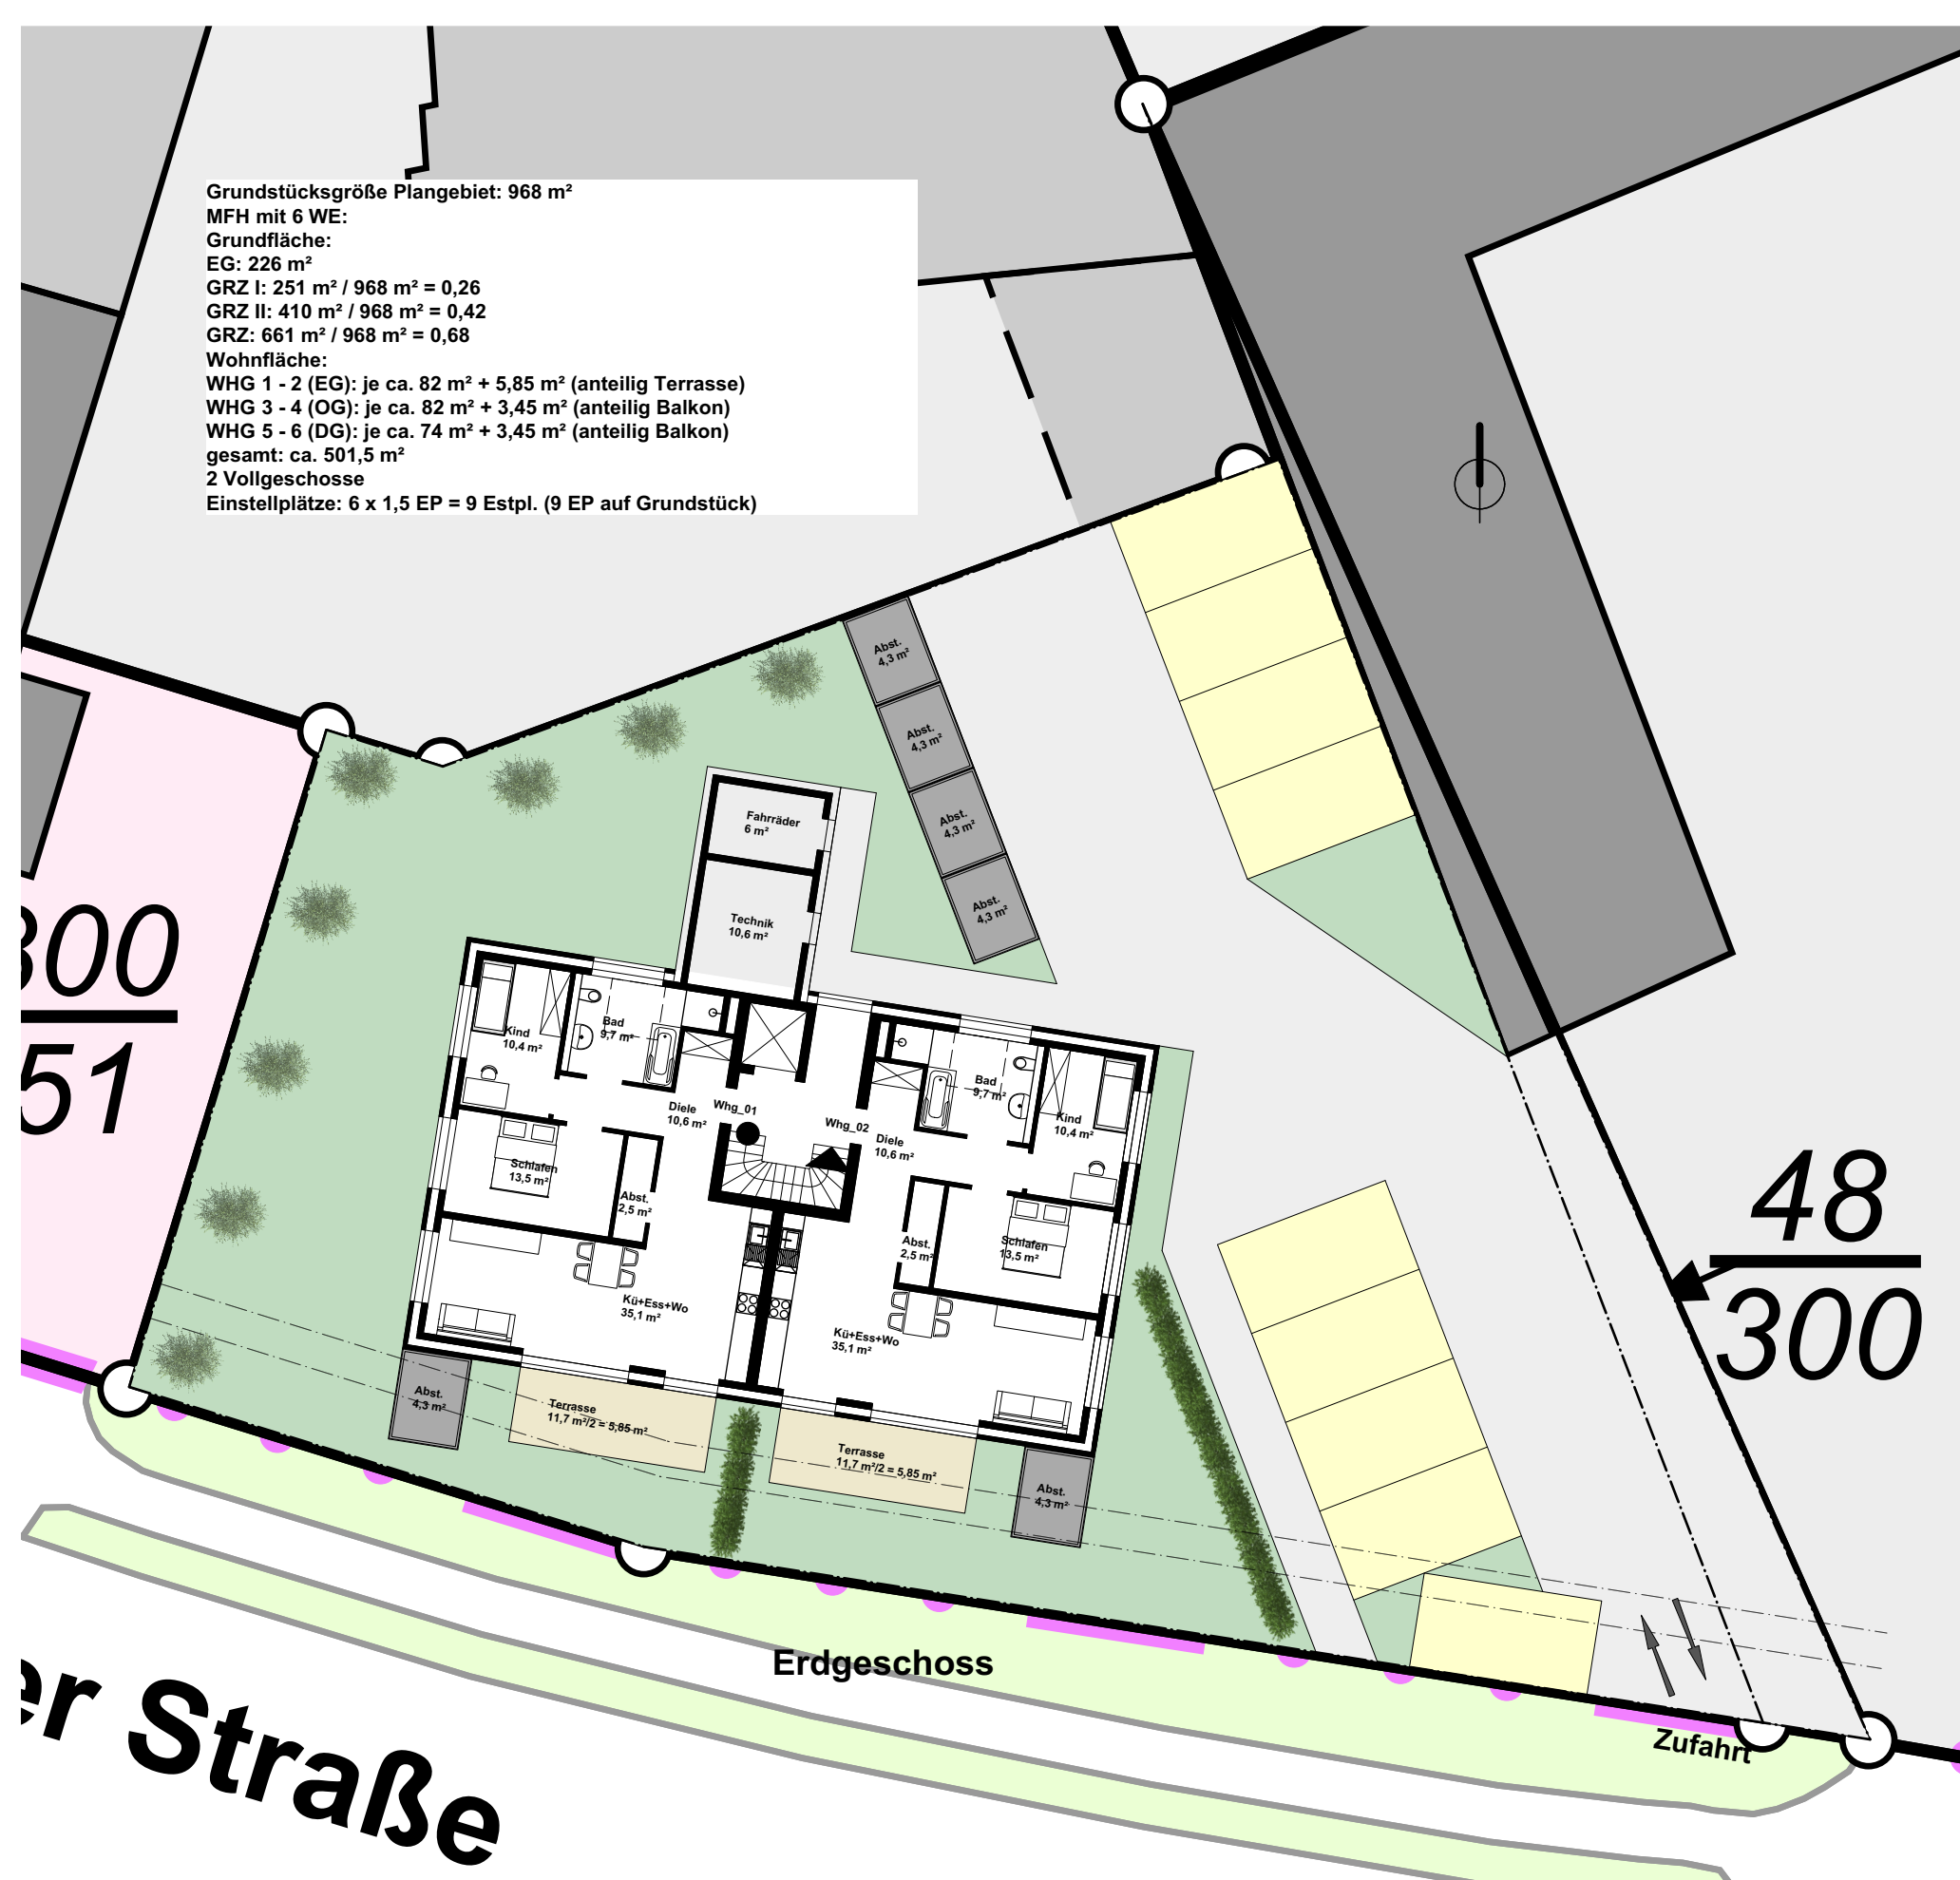 Grundstücksgröße Plangebiet: 968 m²
MFH mit 6 WE:
Grundfläche:
EG: 226 m²
GRZ I: 251 m² / 968 m² = 0,26
GRZ II: 410 m² / 968 m² = 0,42
GRZ: 661 m² / 968 m² = 0,68
Wohnfläche:
WHG 1 - 2 (EG): je ca. 82 m² + 5,85 m² (anteilig Terrasse)
WHG 3 - 4 (OG): je ca. 82 m² + 3,45 m² (anteilig Balkon)
WHG 5 - 6 (DG): je ca. 74 m² + 3,45 m² (anteilig Balkon)
gesamt: ca. 501,5 m²
2 Vollgeschosse
Einstellplätze: 6 x 1,5 EP = 9 Estpl. (9 EP auf Grundstück)
Abst.
4,3 m²
Abst.
4,3 m²
Abst.
4,3 m²
Abst.
4,3 m²
Fahrräder
6 m²
Technik
10,6 m²
300
51
Kind
10,4 m²
Bad
9,7 m²
Diele
10,6 m²
Whg_01
Whg_02
Diele
10,6 m²
Bad
9,7 m²
Kind
10,4 m²
Schlafen
13,5 m²
Abst.
2,5 m²
Abst.
2,5 m²
Schlafen
13,5 m²
Kü+Ess+Wo
35,1 m²
Kü+Ess+Wo
35,1 m²
48
300
Abst.
4,3 m²
Terrasse
11,7 m²/2 = 5,85 m²
Terrasse
11,7 m²/2 = 5,85 m²
Abst.
4,3 m²
Erdgeschoss
Zufahrt
er Straße